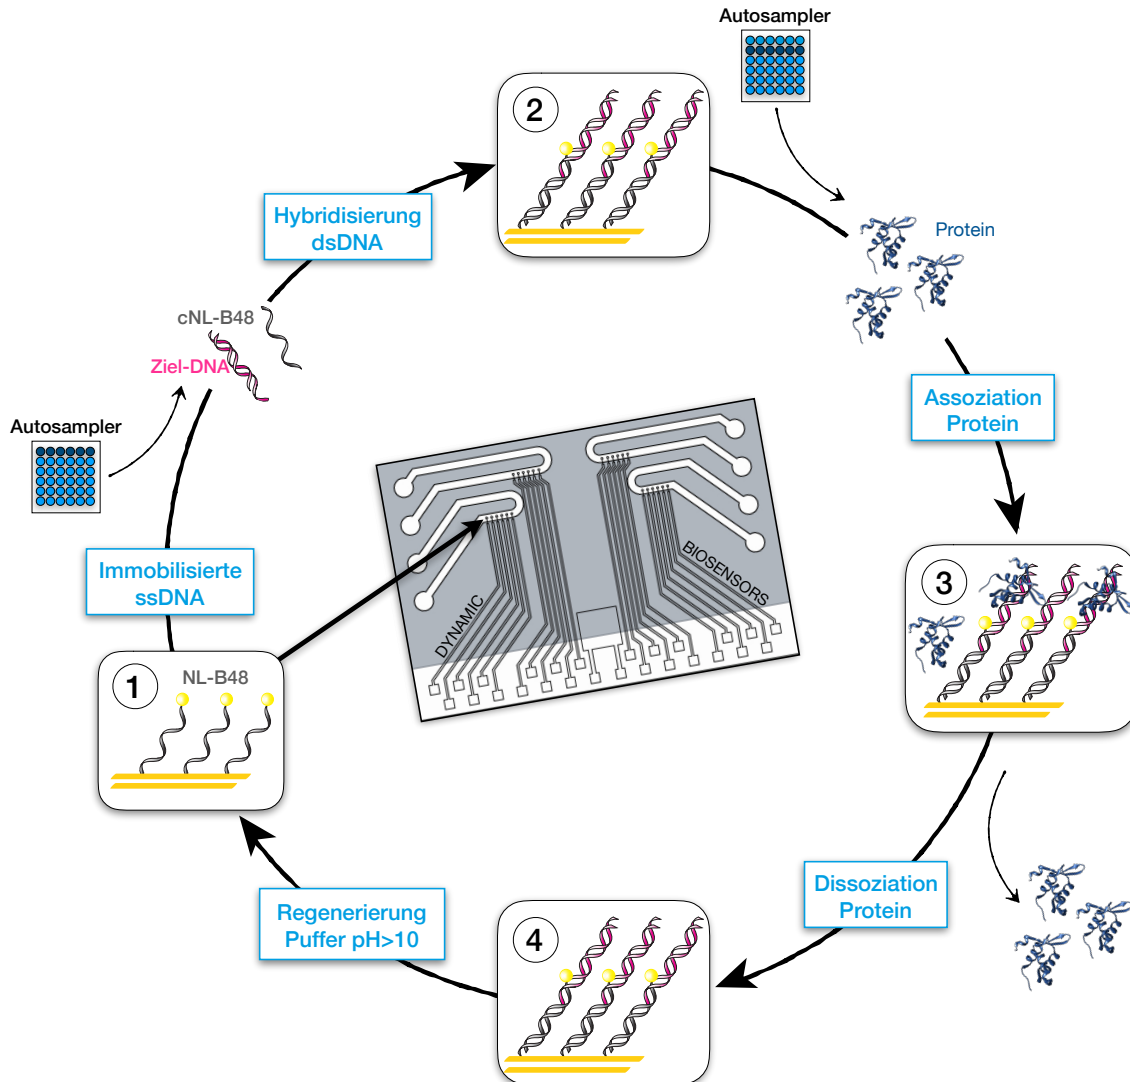 Autosampler
2
Hybridisierung
dsDNA
Protein
cNL-B48
Ziel-DNA
Autosampler
Assoziation
Protein
Immobilisierte
ssDNA
DYNAMIC
BIOSENSORS
3
1
NL-B48
Dissoziation
Protein
Regenerierung
Puffer pH>10
4